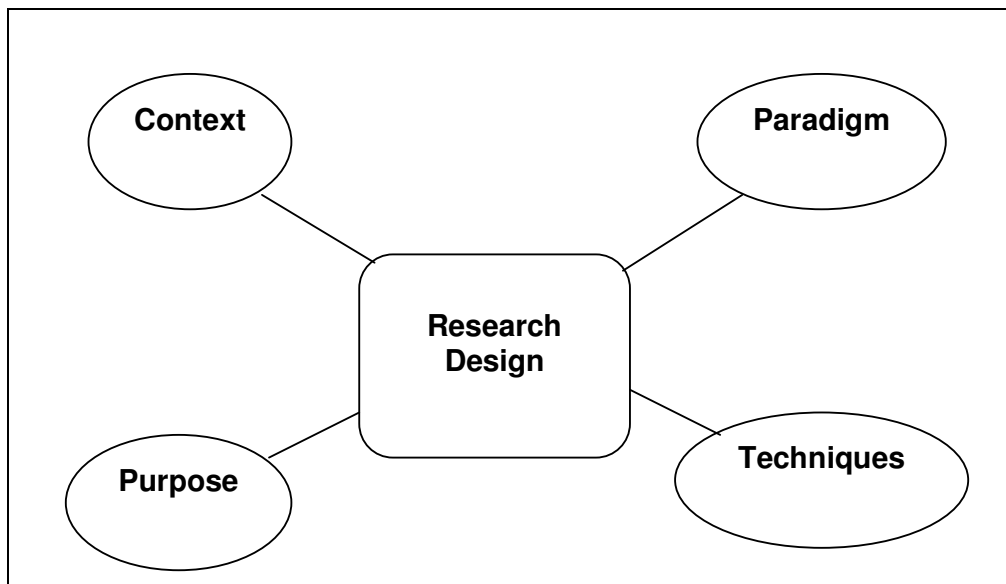 Context
Paradigm
Research
Design
Purpose
Techniques